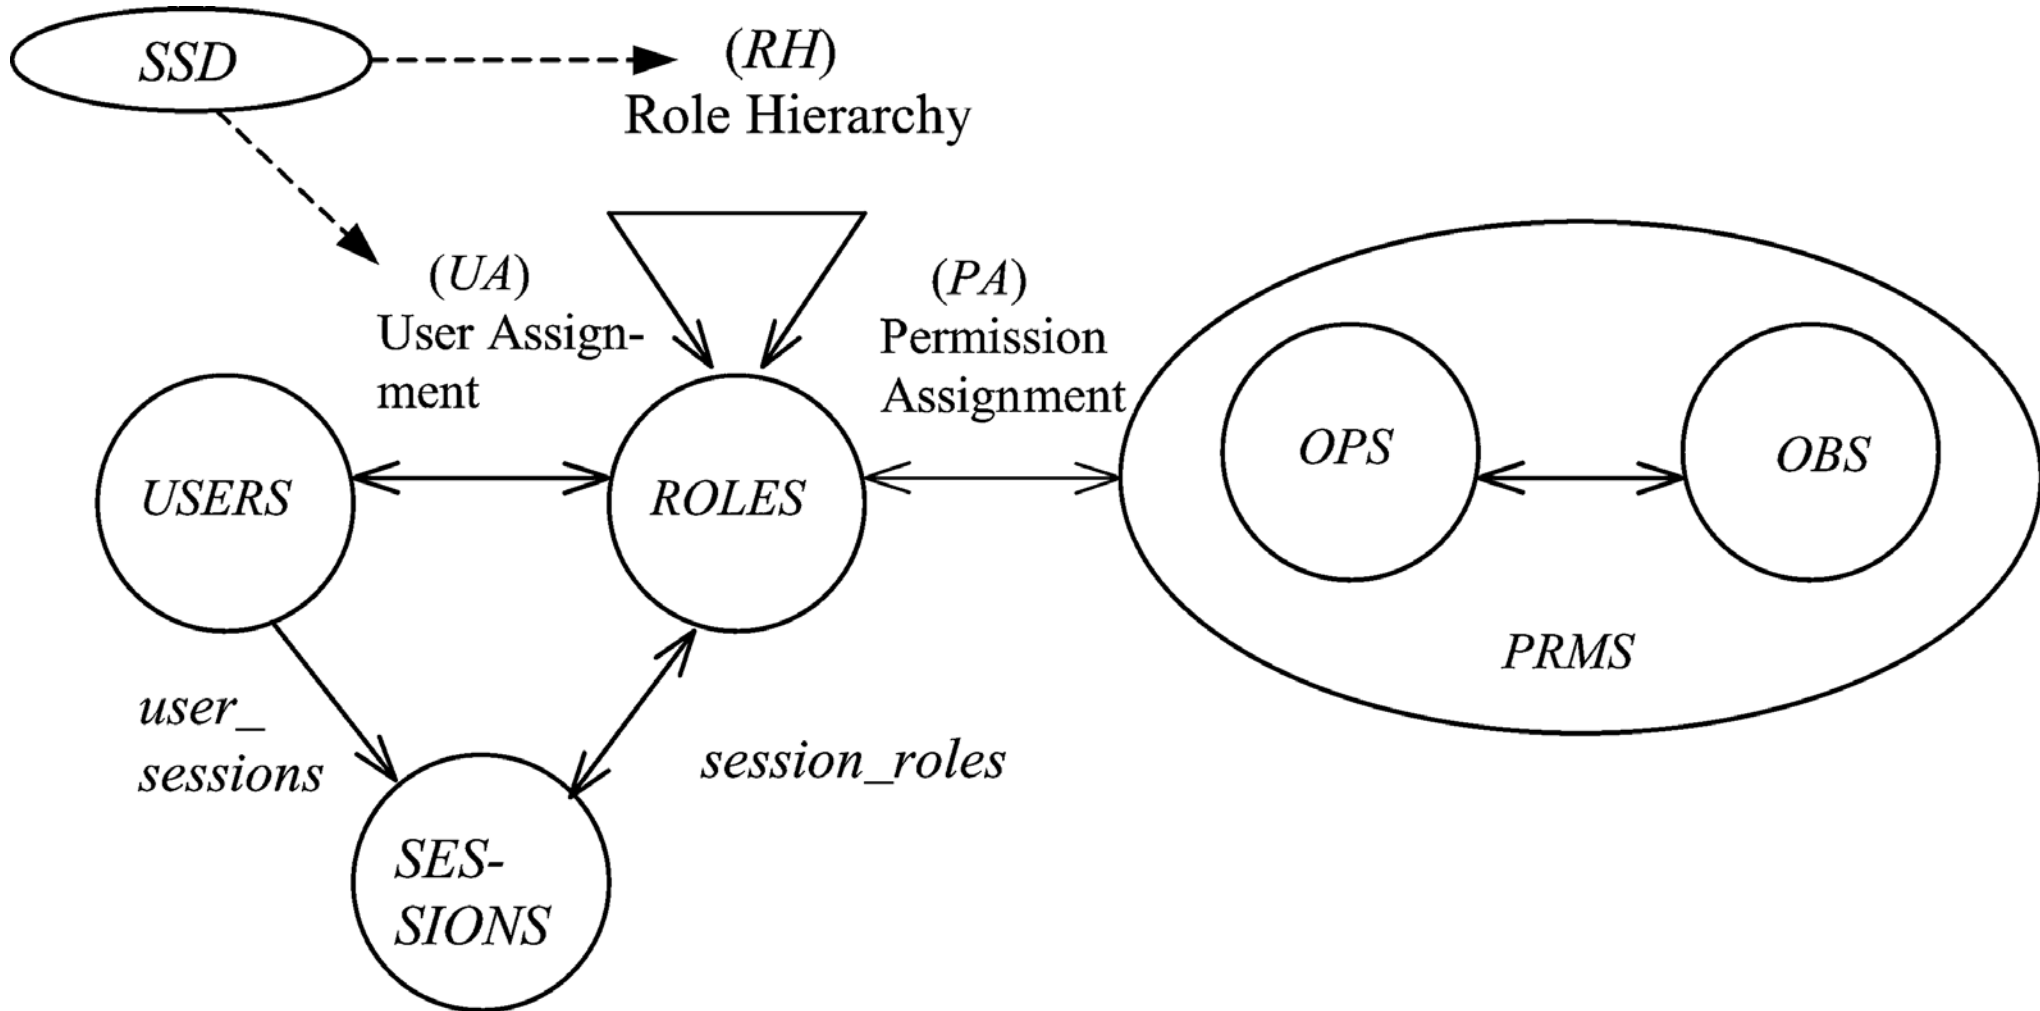 SSD
(RH)
Role Hierarchy
(UA)
User Assign-
ment
(PA)
Permission
Assignment
USERS
ROLES
OPS
OBS
PRMS
user_
sessions
session_roles
SES-
SIONS